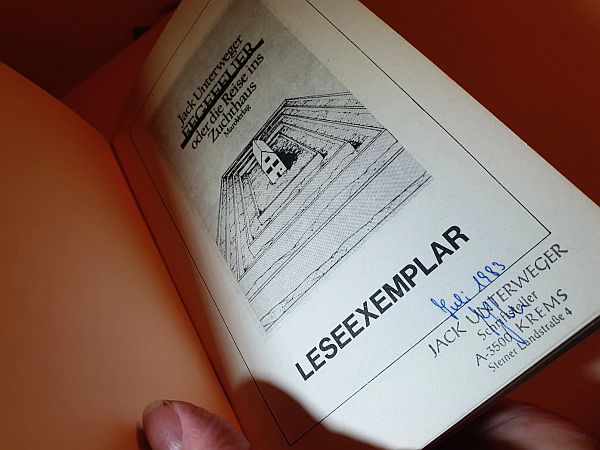 Jack Unterweger
FEGEFEUER
oder die Reise ins
Zuchthaus
Maro Verlag
LESEEXEMPLAR
Juli 1983
JACK UNTERWEGER
Schriftsteller
A-3500 KREMS
Steiner Landstraße 4